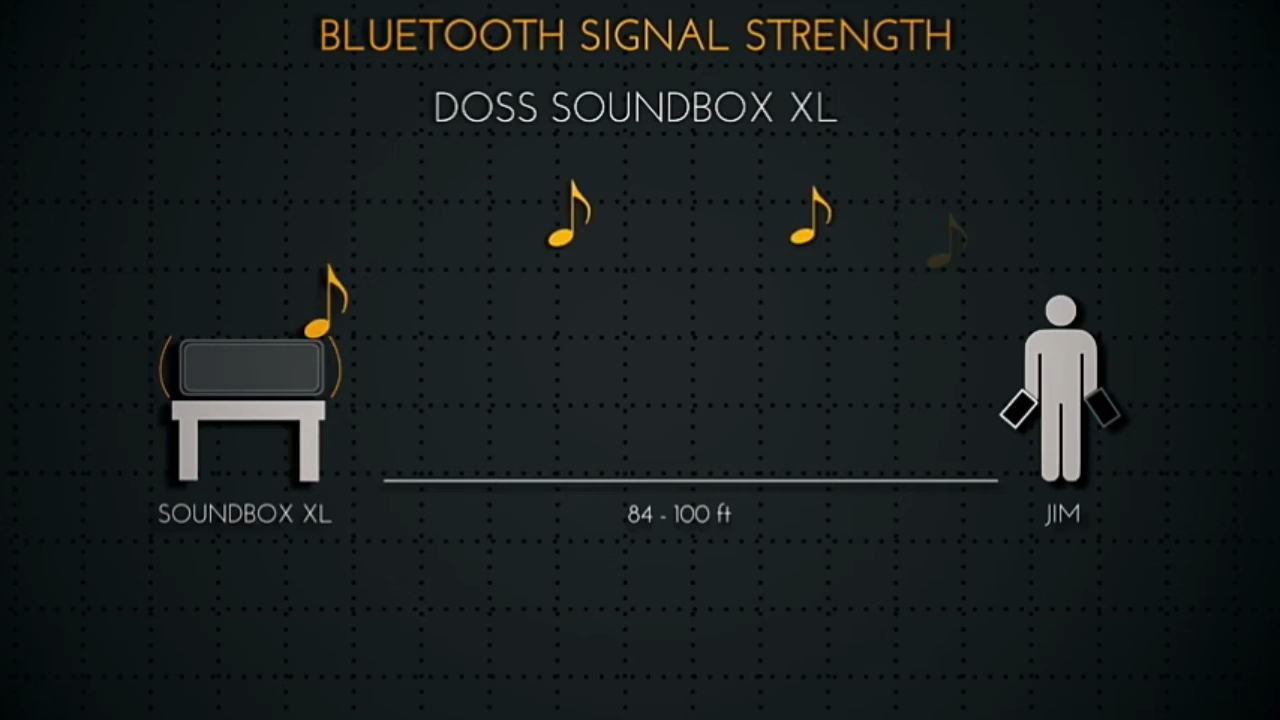 BLUETOOTH SIGNAL STRENGTH
DOSS SOUNDBOX XL
SOUNDBOX XL
84 - 100 ft
JIM